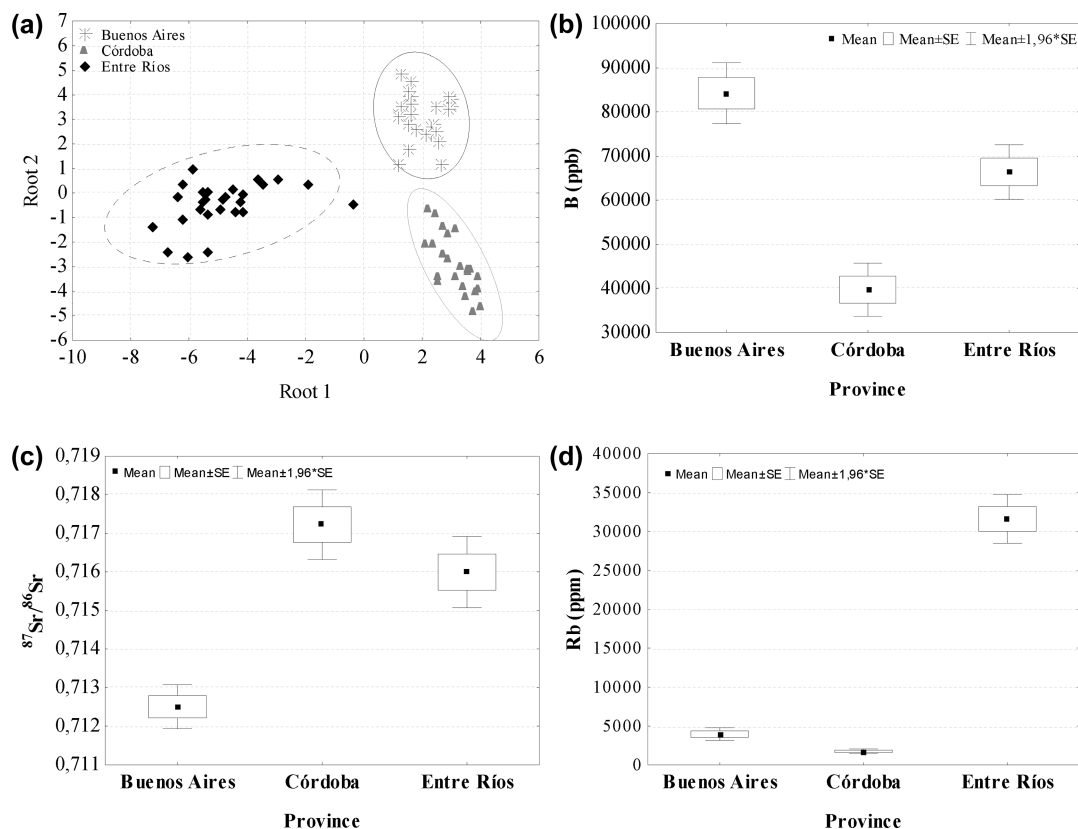 (a)
7
6
5
4
3
2
1
0
-1
-2
-3
-4
-5
-6
Root 2
Buenos Aires
Córdoba
Entre Ríos
-10 -8 -6 -4 -2 0 2 4 6
Root 1
(b)
100000
90000
80000
70000
60000
50000
40000
30000
B (ppb)
Mean Mean±SE Mean±1,96*SE
Buenos Aires Córdoba Entre Ríos
Province
(c)
0,719
0,718
0,717
0,716
0,715
0,714
0,713
0,712
0,711
87Sr/86Sr
Mean Mean±SE Mean±1,96*SE
Buenos Aires Córdoba Entre Ríos
Province
(d)
40000
35000
30000
25000
20000
15000
10000
5000
0
Rb (ppm)
Mean Mean±SE Mean±1,96*SE
Buenos Aires Córdoba Entre Ríos
Province